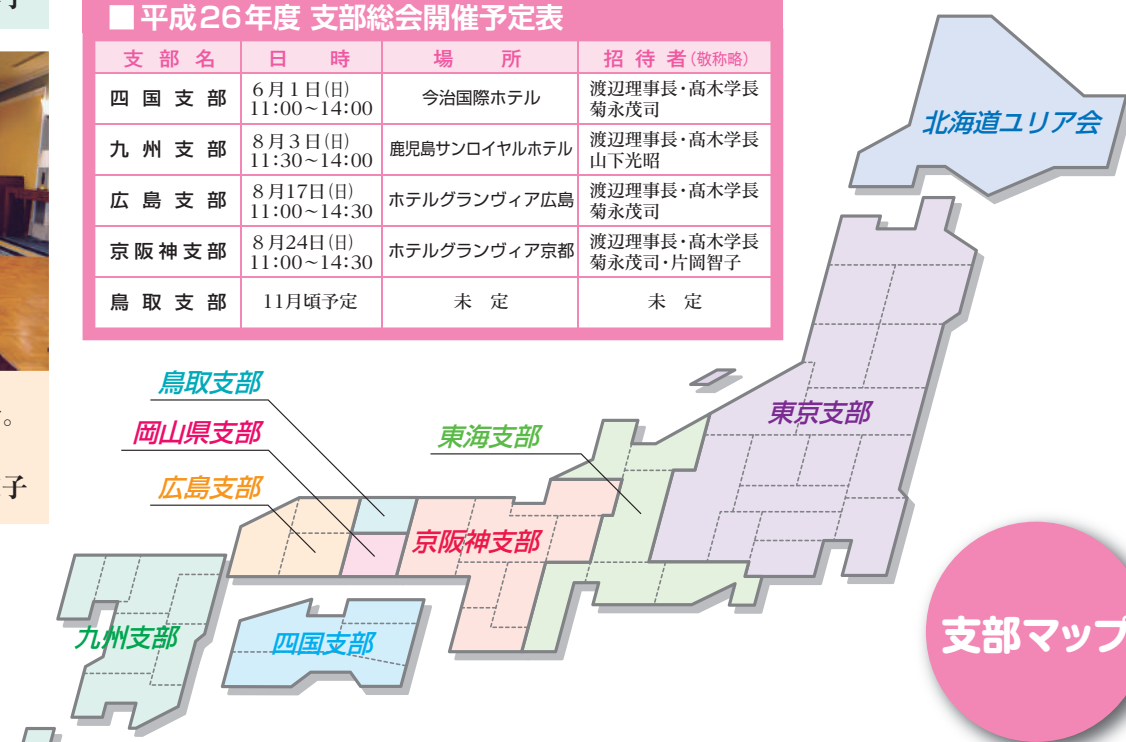 ■平成26年度 支部総会開催予定表
支部名 日時 場所 招待者(敬称略)
四国支部 6月1日(日) 11:00~14:00 今治国際ホテル 渡辺理事長・髙木学長 菊永茂司
九州支部 8月3日(日) 11:30~14:00 鹿児島サンロイヤルホテル 渡辺理事長・髙木学長 山下光昭
広島支部 8月17日(日) 11:00~14:30 ホテルグランヴィア広島 渡辺理事長・髙木学長 菊永茂司
京阪神支部 8月24日(日) 11:00~14:30 ホテルグランヴィア京都 渡辺理事長・髙木学長 菊永茂司・片岡智子
鳥取支部 11月頃予定 未定 未定
北海道ユリア会
鳥取支部
岡山県支部
広島支部
東海支部
東京支部
京阪神支部
九州支部
四国支部
支部マップ
。
子